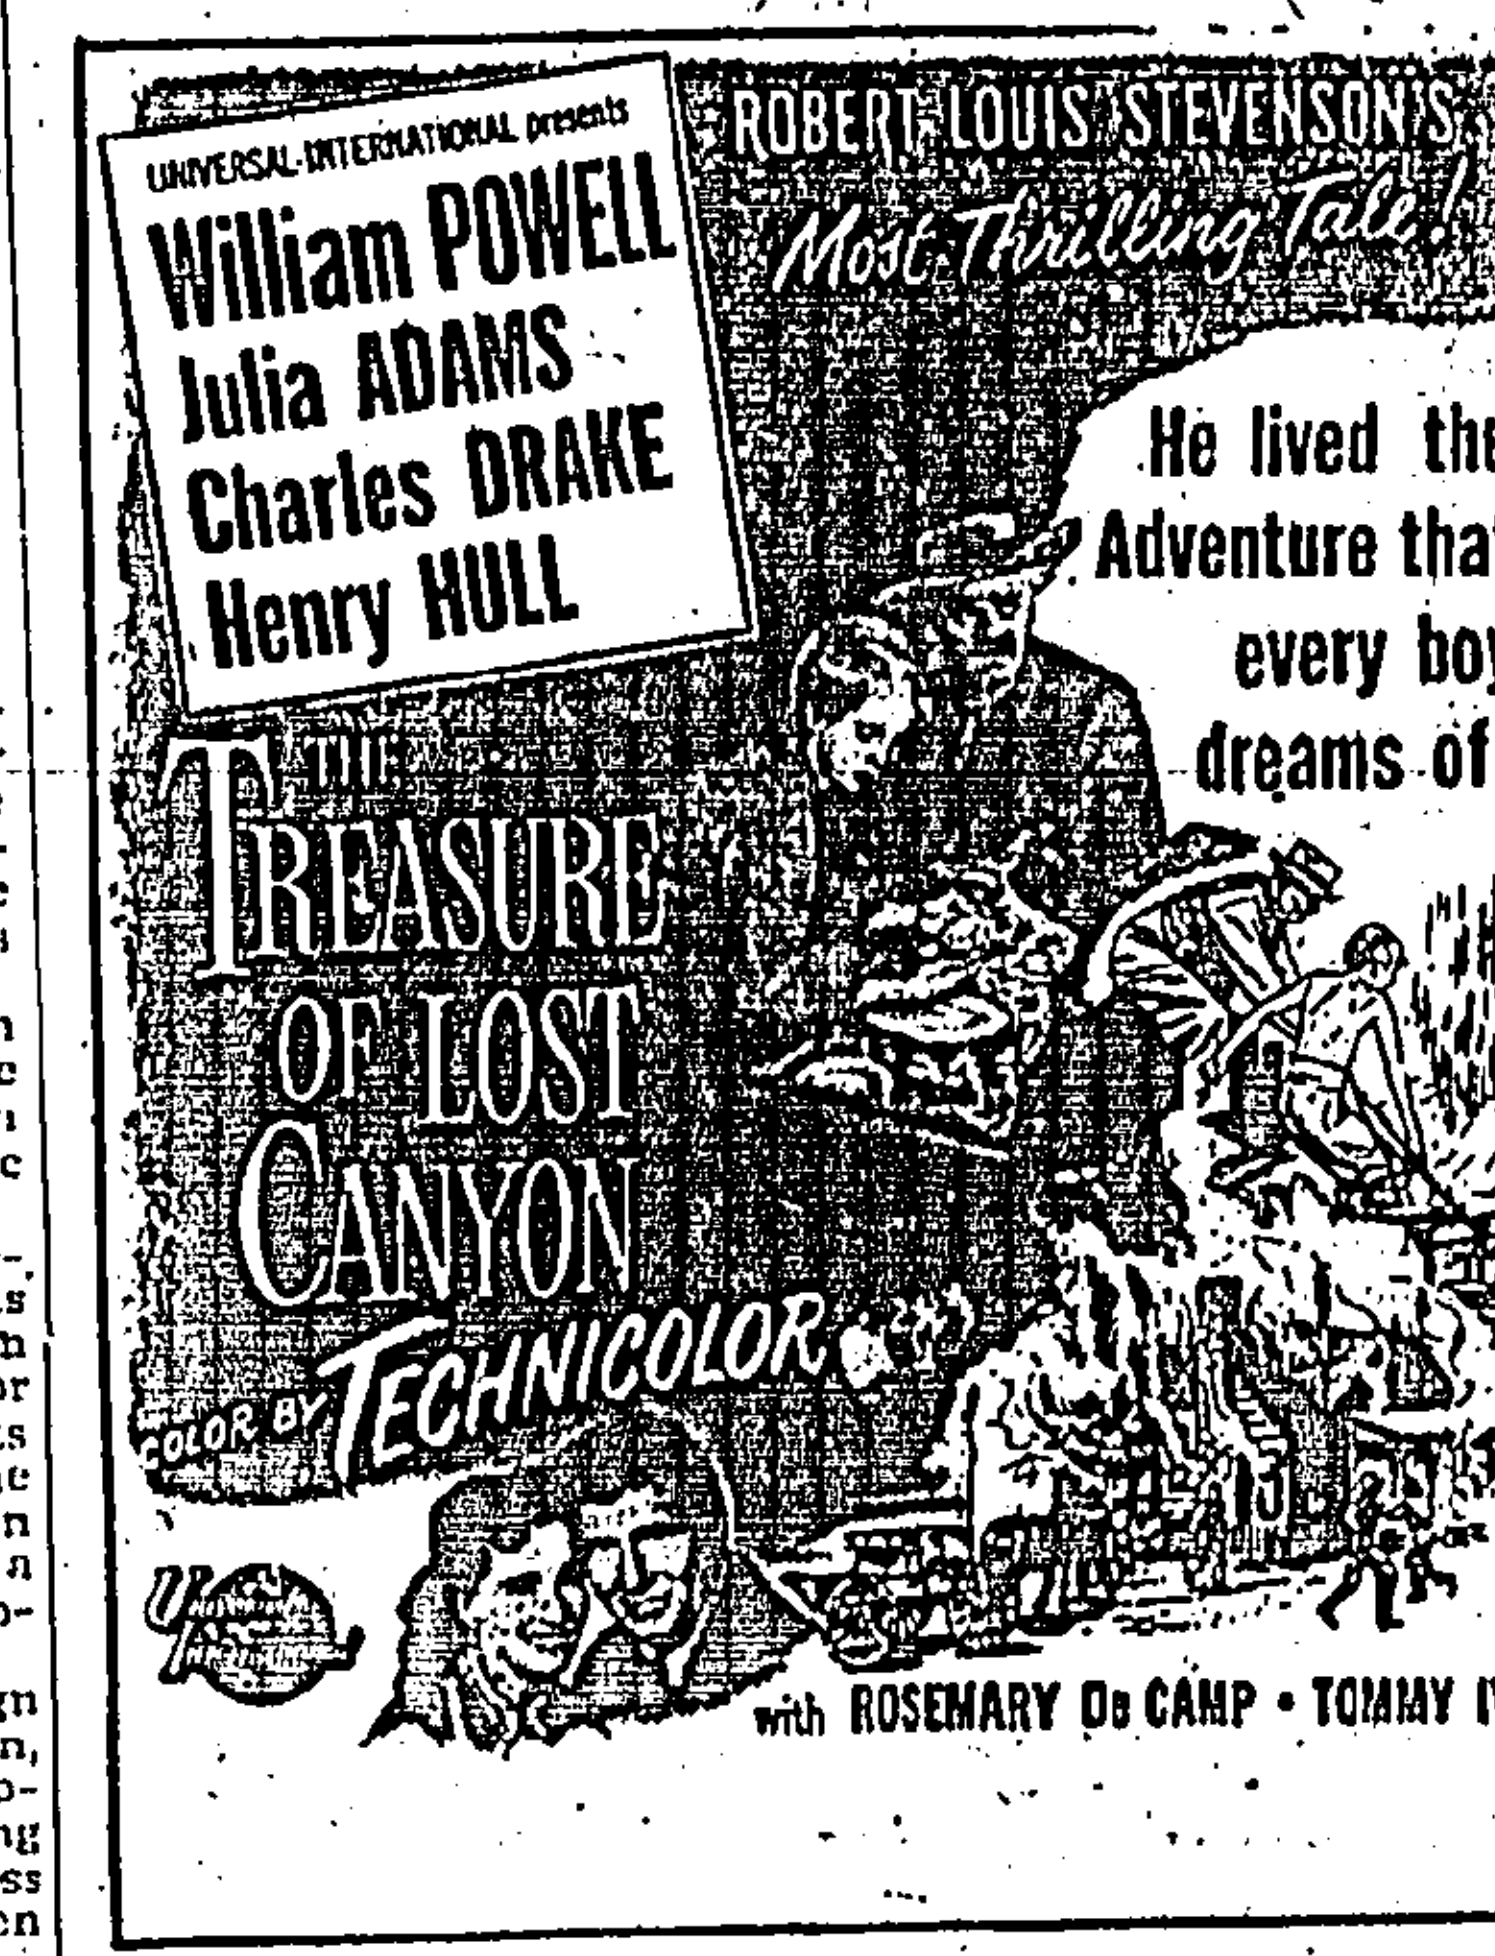 UNIVERSAL-INTERNATIONAL presents
William POWELL
Julia ADAMS
Charles DRAKE
Henry HULL
ROBERT LOUIS STEVENSON'S
Most Thrilling Tale!
He lived the
Adventure that
every boy
dreams of
THE
TREASURE
OF LOST
CANYON
COLOR BY TECHNICOLOR
with ROSEMARY De CAMP • TOMMY